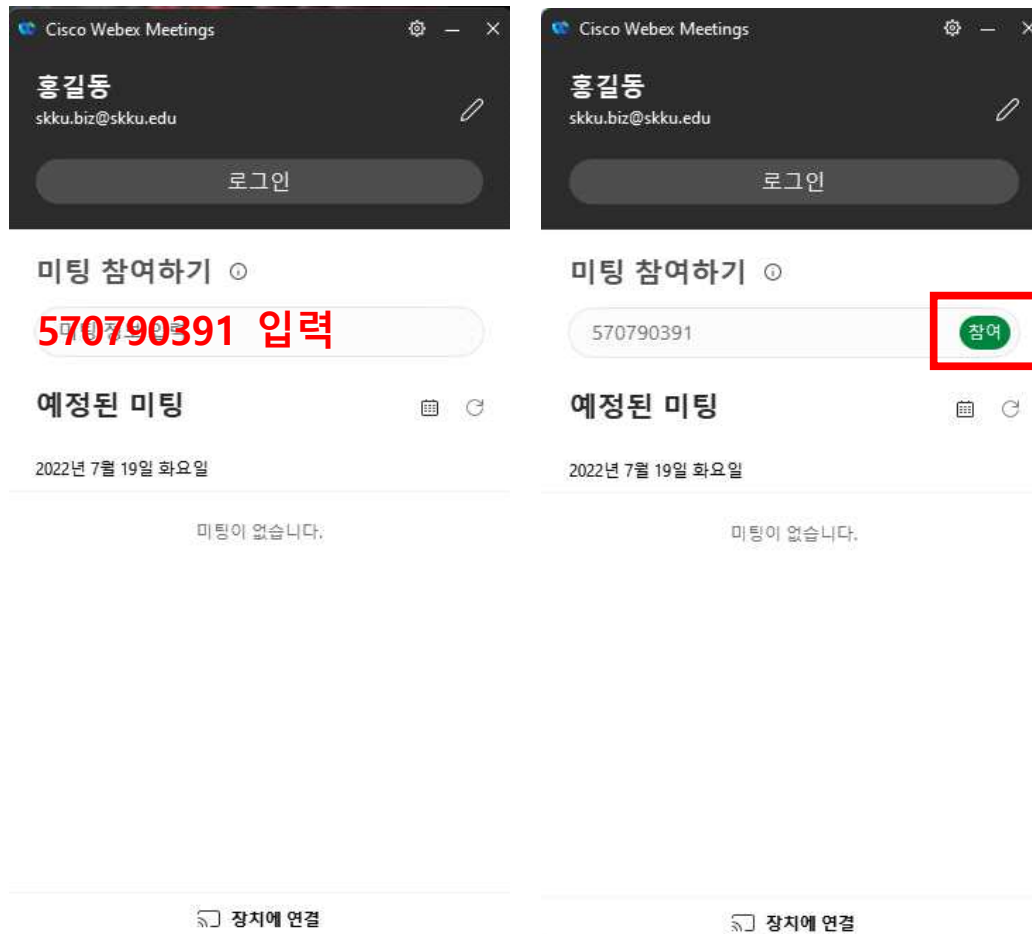 Cisco Webex Meetings
홍길동
skku.biz@skku.edu
로그인
미팅 참여하기
570790391 입력
예정된 미팅
2022년 7월 19일 화요일
미팅이 없습니다.
장치에 연결
Cisco Webex Meetings
홍길동
skku.biz@skku.edu
로그인
미팅 참여하기
570790391
참여
예정된 미팅
2022년 7월 19일 화요일
미팅이 없습니다.
장치에 연결